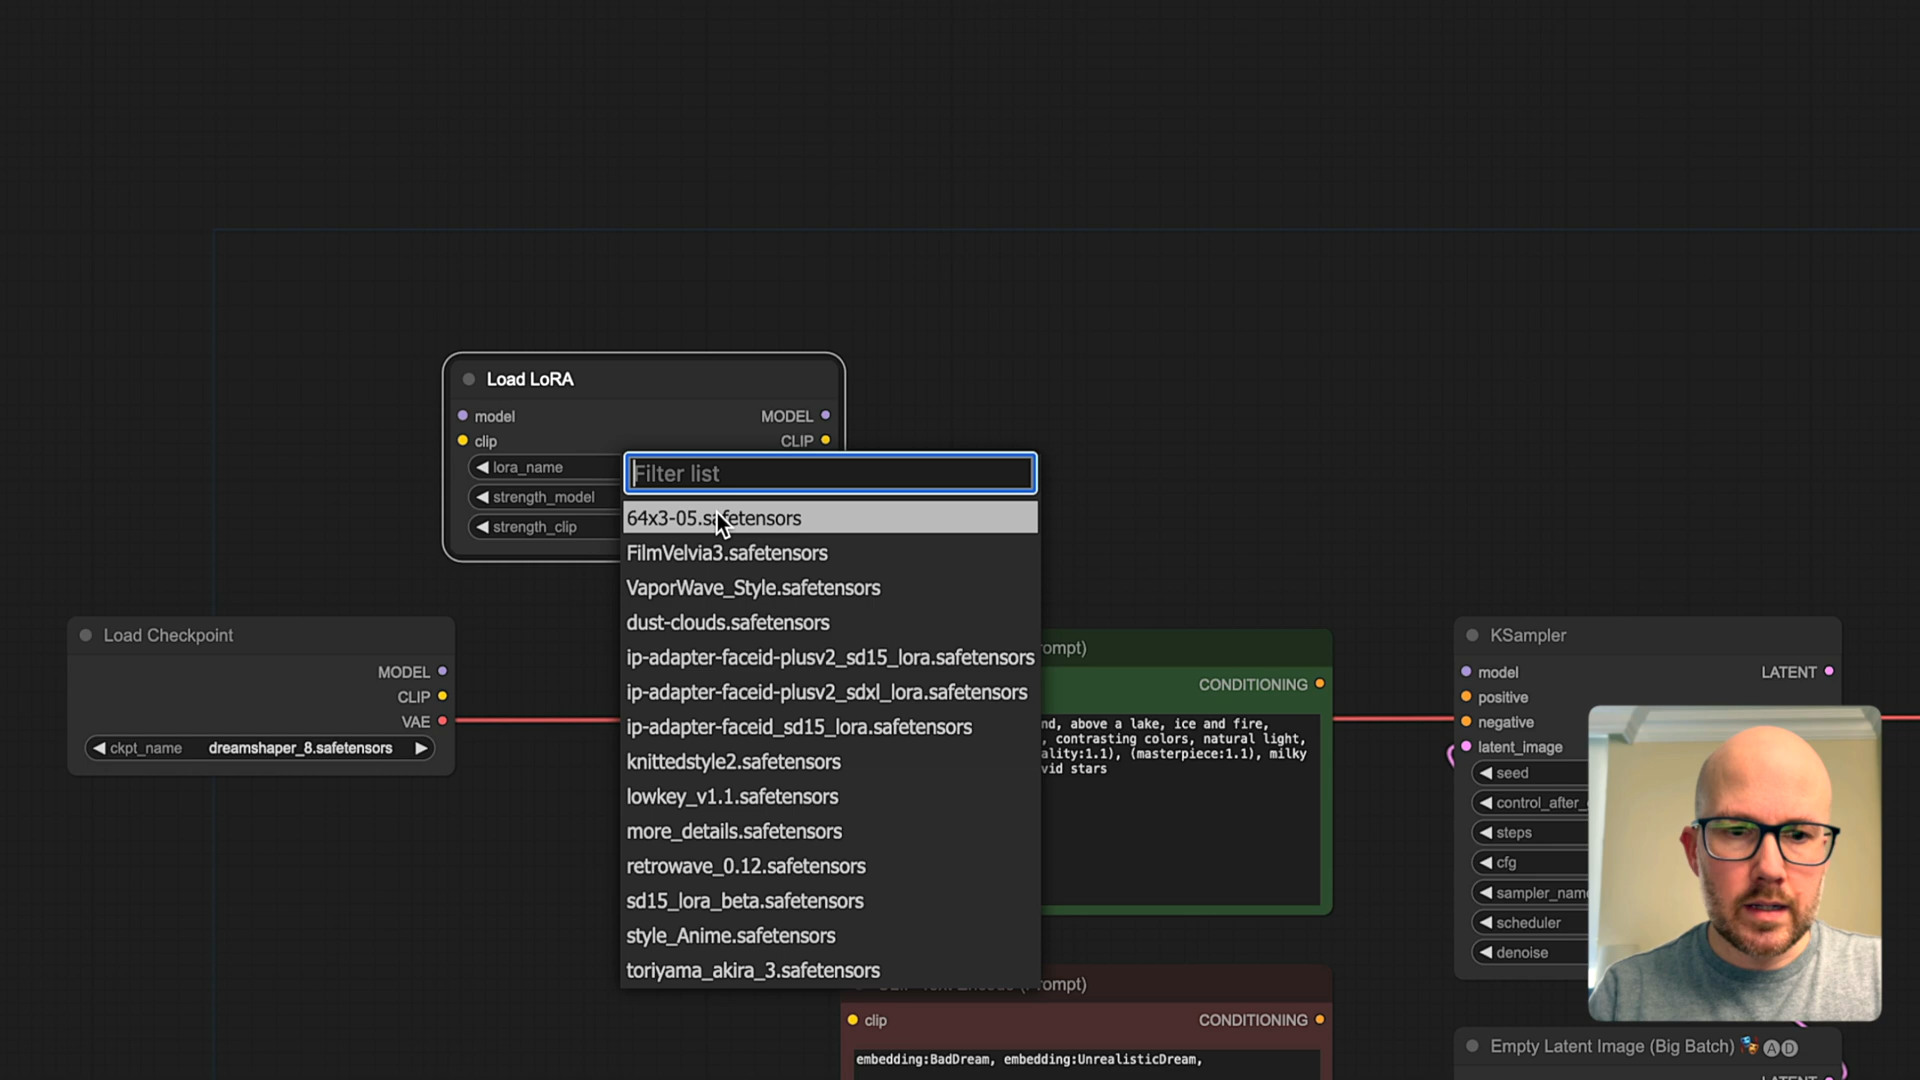 Load LoRA
model
MODEL
clip
CLIP
lora_name
strength_model
strength_clip
Filter list
64x3-05.safetensors
FilmVelvia3.safetensors
VaporWave_Style.safetensors
dust-clouds.safetensors
ip-adapter-faceid-plusv2_sd15_lora.safetensors
ip-adapter-faceid-plusv2_sdxl_lora.safetensors
ip-adapter-faceid_sd15_lora.safetensors
knittedstyle2.safetensors
lowkey_v1.1.safetensors
more_details.safetensors
retrowave_0.12.safetensors
sd15_lora_beta.safetensors
style_Anime.safetensors
toriyama_akira_3.safetensors
Load Checkpoint
MODEL
CLIP
VAE
ckpt_name dreamshaper_8.safetensors
ompt)
CONDITIONING
nd, above a lake, ice and fire,
, contrasting colors, natural light,
ality:1.1), (masterpiece:1.1), milky
vid stars
(Prompt)
clip
CONDITIONING
embedding:BadDream, embedding:UnrealisticDream,
KSampler
model
LATENT
positive
negative
latent_image
seed
control_after_
steps
cfg
sampler_name
scheduler
denoise
Empty Latent Image (Big Batch) 🎭🅐🅓
LATENT